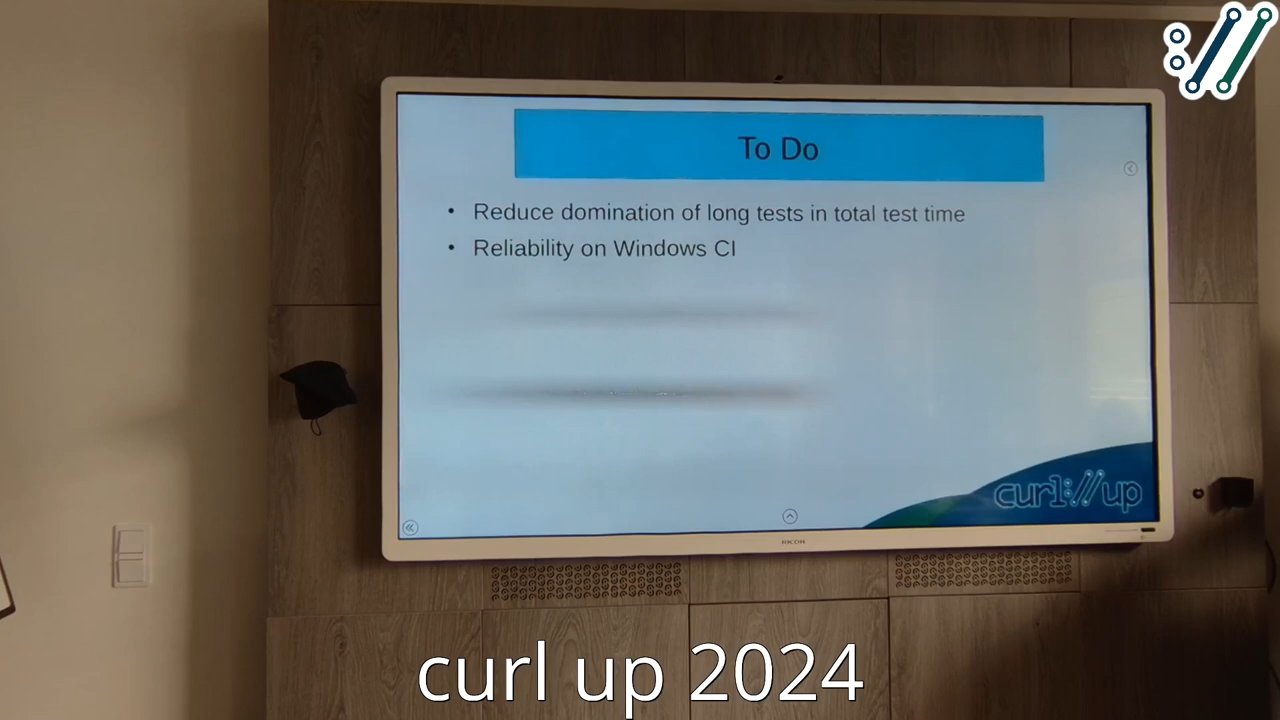 To Do
• Reduce domination of long tests in total test time
• Reliability on Windows CI
curl://up
RICOH
curl up 2024